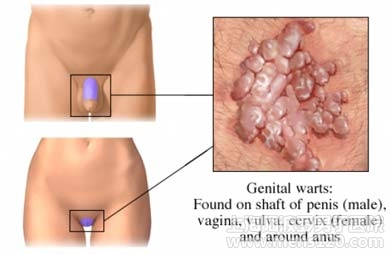 Genital warts:
Found on shaft of penis (male),
vagina, vulva, cervix (female)
and around anus